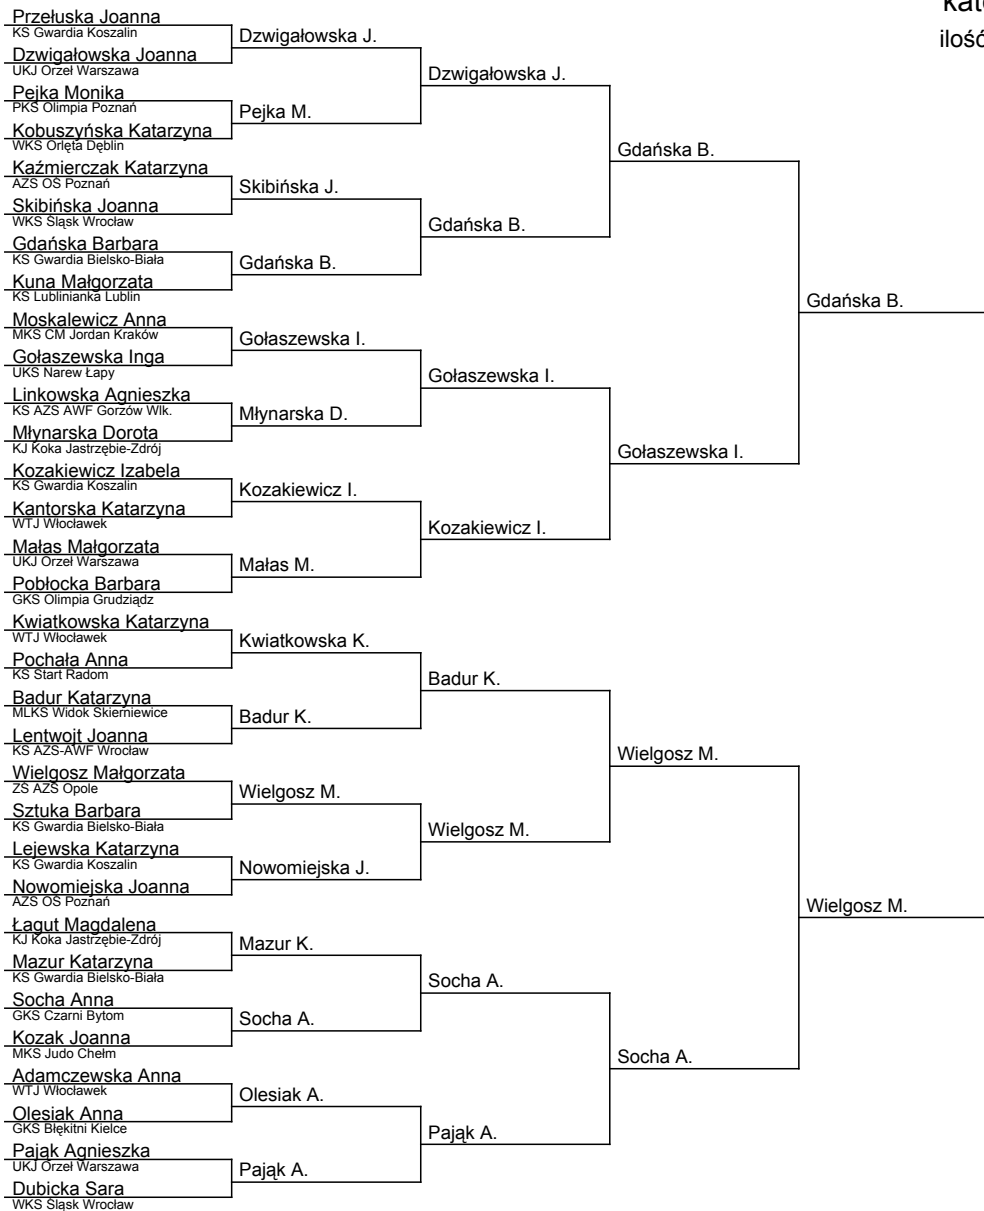 Przełuska Joanna
KS Gwardia Koszalin
Dzwigałowska Joanna
UKJ Orzeł Warszawa
Pejka Monika
PKS Olimpia Poznań
Kobuszyńska Katarzyna
WKS Orlęta Dęblin
Kaźmierczak Katarzyna
AZS OŚ Poznań
Skibińska Joanna
WKS Śląsk Wrocław
Gdańska Barbara
KS Gwardia Bielsko-Biała
Kuna Małgorzata
KS Lublinianka Lublin
Moskalewicz Anna
MKS CM Jordan Kraków
Gołaszewska Inga
UKS Narew Łapy
Linkowska Agnieszka
KS AZS AWF Gorzów Wlk.
Młynarska Dorota
KJ Koka Jastrzębie-Zdrój
Kozakiewicz Izabela
KS Gwardia Koszalin
Kantorska Katarzyna
WTJ Włocławek
Małas Małgorzata
UKJ Orzeł Warszawa
Pobłocka Barbara
GKS Olimpia Grudziądz
Kwiatkowska Katarzyna
WTJ Włocławek
Pochała Anna
KS Start Radom
Badur Katarzyna
MLKS Widok Skierniewice
Lentwojt Joanna
KS AZS-AWF Wrocław
Wielgosz Małgorzata
ZS AZS Opole
Sztuka Barbara
KS Gwardia Bielsko-Biała
Lejewska Katarzyna
KS Gwardia Koszalin
Nowomiejska Joanna
AZS OŚ Poznań
Łagut Magdalena
KJ Koka Jastrzębie-Zdrój
Mazur Katarzyna
KS Gwardia Bielsko-Biała
Socha Anna
GKS Czarni Bytom
Kozak Joanna
MKS Judo Chełm
Adamczewska Anna
WTJ Włocławek
Olesiak Anna
GKS Błękitni Kielce
Pająk Agnieszka
UKJ Orzeł Warszawa
Dubicka Sara
WKS Śląsk Wrocław
Dzwigałowska J.
Pejka M.
Skibińska J.
Gdańska B.
Gołaszewska I.
Młynarska D.
Kozakiewicz I.
Małas M.
Kwiatkowska K.
Badur K.
Wielgosz M.
Nowomiejska J.
Mazur K.
Socha A.
Olesiak A.
Pająk A.
Dzwigałowska J.
Gdańska B.
Gołaszewska I.
Kozakiewicz I.
Badur K.
Wielgosz M.
Socha A.
Pająk A.
Gdańska B.
Gołaszewska I.
Wielgosz M.
Socha A.
Gdańska B.
Wielgosz M.